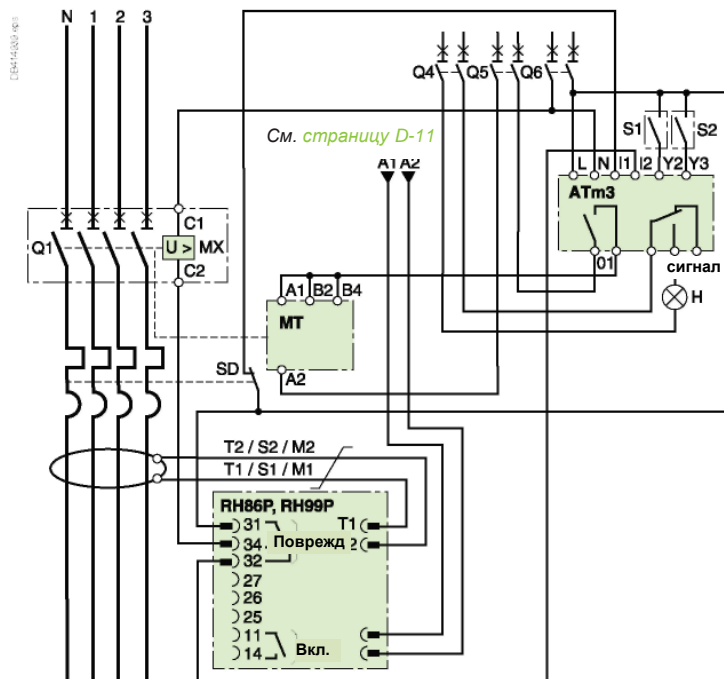 DB414939.eps
N 1 2 3
Q4 Q5 Q6
См. страницу D-11
S1 S2
A1 A2
L N I1 I2 Y2 Y3
ATm3
C1
Q1 U > MX
C2
01
сигнал
A1 B2 B4
H
MT
SD
A2
T2 / S2 / M2
T1 / S1 / M1
RH86P, RH99P
31 T1
34 Поврежд 2
32
27
26
25
11
14 Вкл.